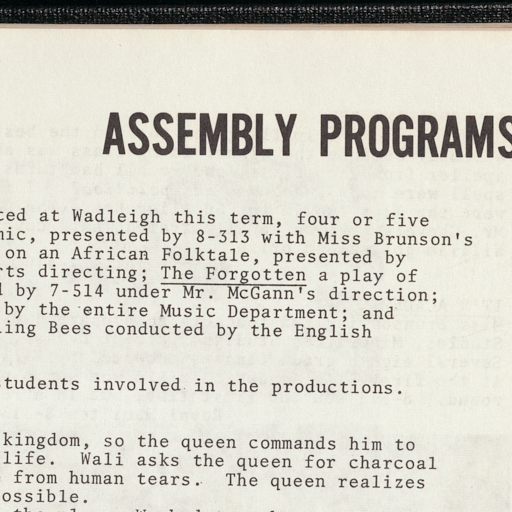 ASSEMBLY PROGRAMS
ted at Wadleigh this term, four or five
nic, presented by 8-313 with Miss Brunson's
on an African Folktale, presented by
rts directing; The Forgotten a play of
d by 7-514 under Mr. McGann's direction;
by the entire Music Department; and
ling Bees conducted by the English
students involved in the productions.
kingdom, so the queen commands him to
life. Wali asks the queen for charcoal
from human tears. The queen realizes
ossible.